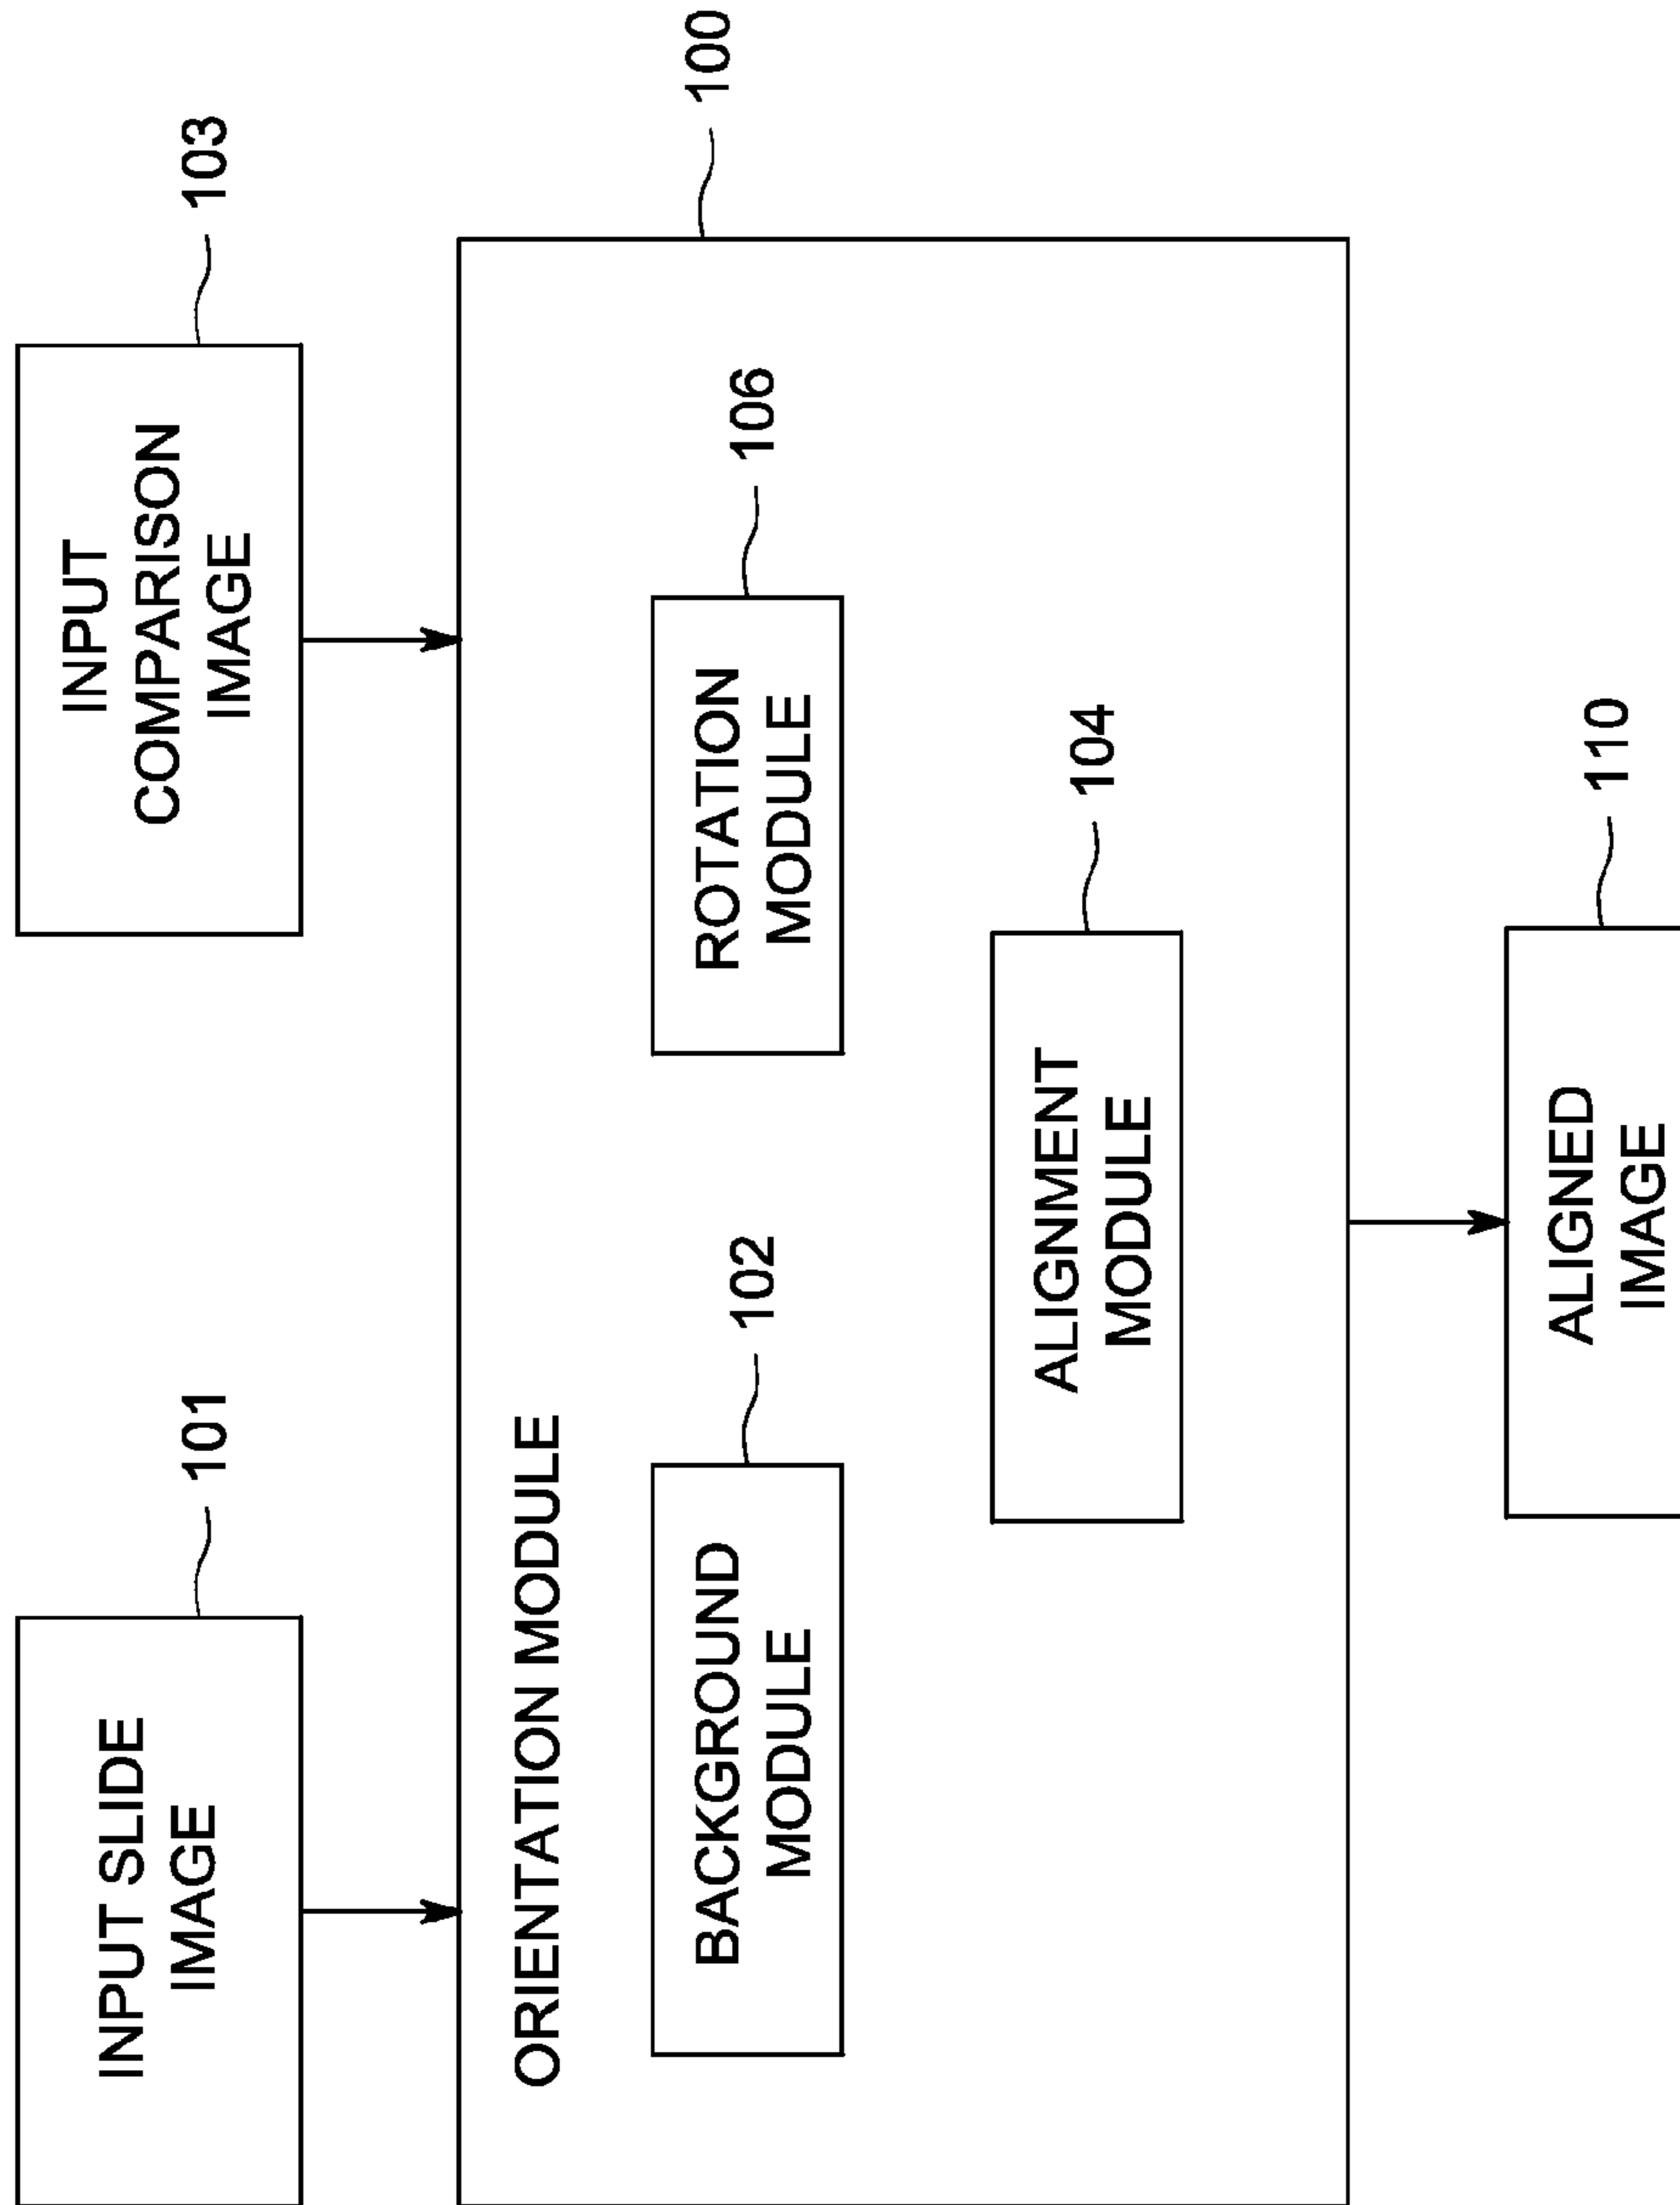 INPUT SLIDE
IMAGE
101
INPUT
COMPARISON
IMAGE
103
ORIENTATION MODULE
100
BACKGROUND
MODULE
102
ROTATION
MODULE
106
ALIGNMENT
MODULE
104
ALIGNED
IMAGE
110